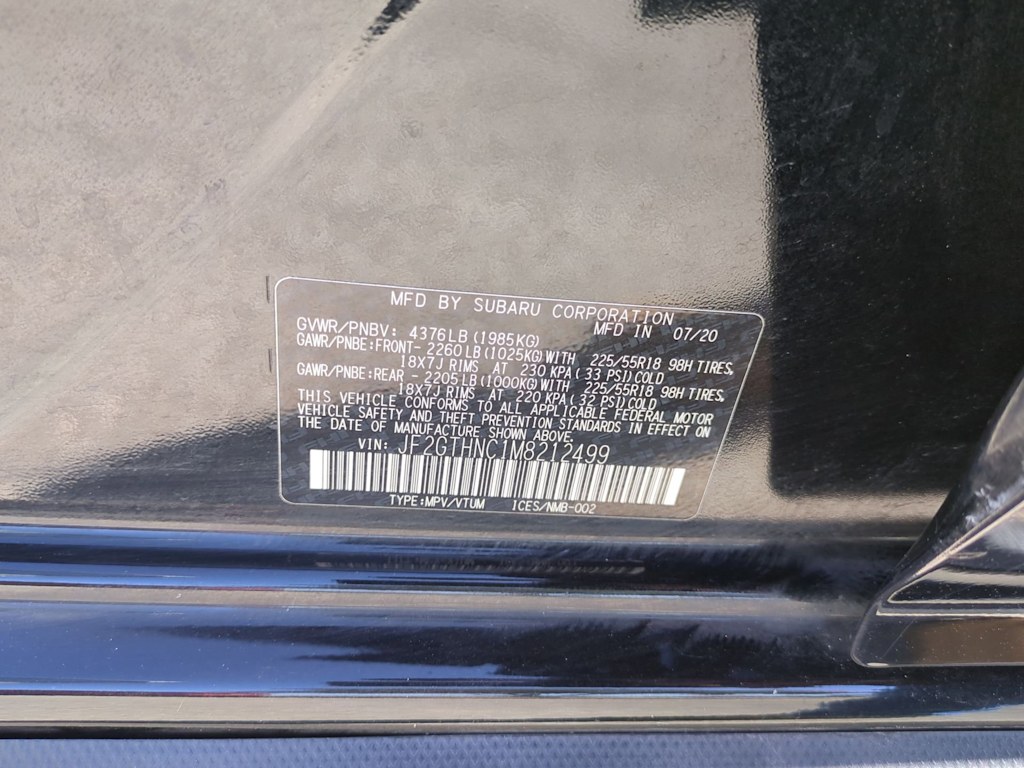 MFD BY SUBARU CORPORATION
GVWR/PNBV: 4376LB(1985KG) MFD IN 07/20
GAWR/PNBE:FRONT-2260LB(1025KG)WITH 225/55R18 98H TIRES,
18X7J RIMS AT 230 KPA(33 PSI)COLD
GAWR/PNBE:REAR -2205LB(1000KG)WITH 225/55R18 98H TIRES,
18X7J RIMS AT 220 KPA(32 PSI)COLD
THIS VEHICLE CONFORMS TO ALL APPLICABLE FEDERAL MOTOR
VEHICLE SAFETY AND THEFT PREVENTION STANDARDS IN EFFECT ON
THE DATE OF MANUFACTURE SHOWN ABOVE.
VIN: JF2GTHNC1M8212499
TYPE:MPV/VTUM ICES/NMB-002